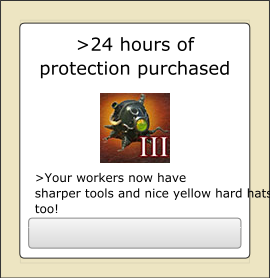 >24 hours of
protection purchased
III
>Your workers now have
sharper tools and nice yellow hard hats
too!